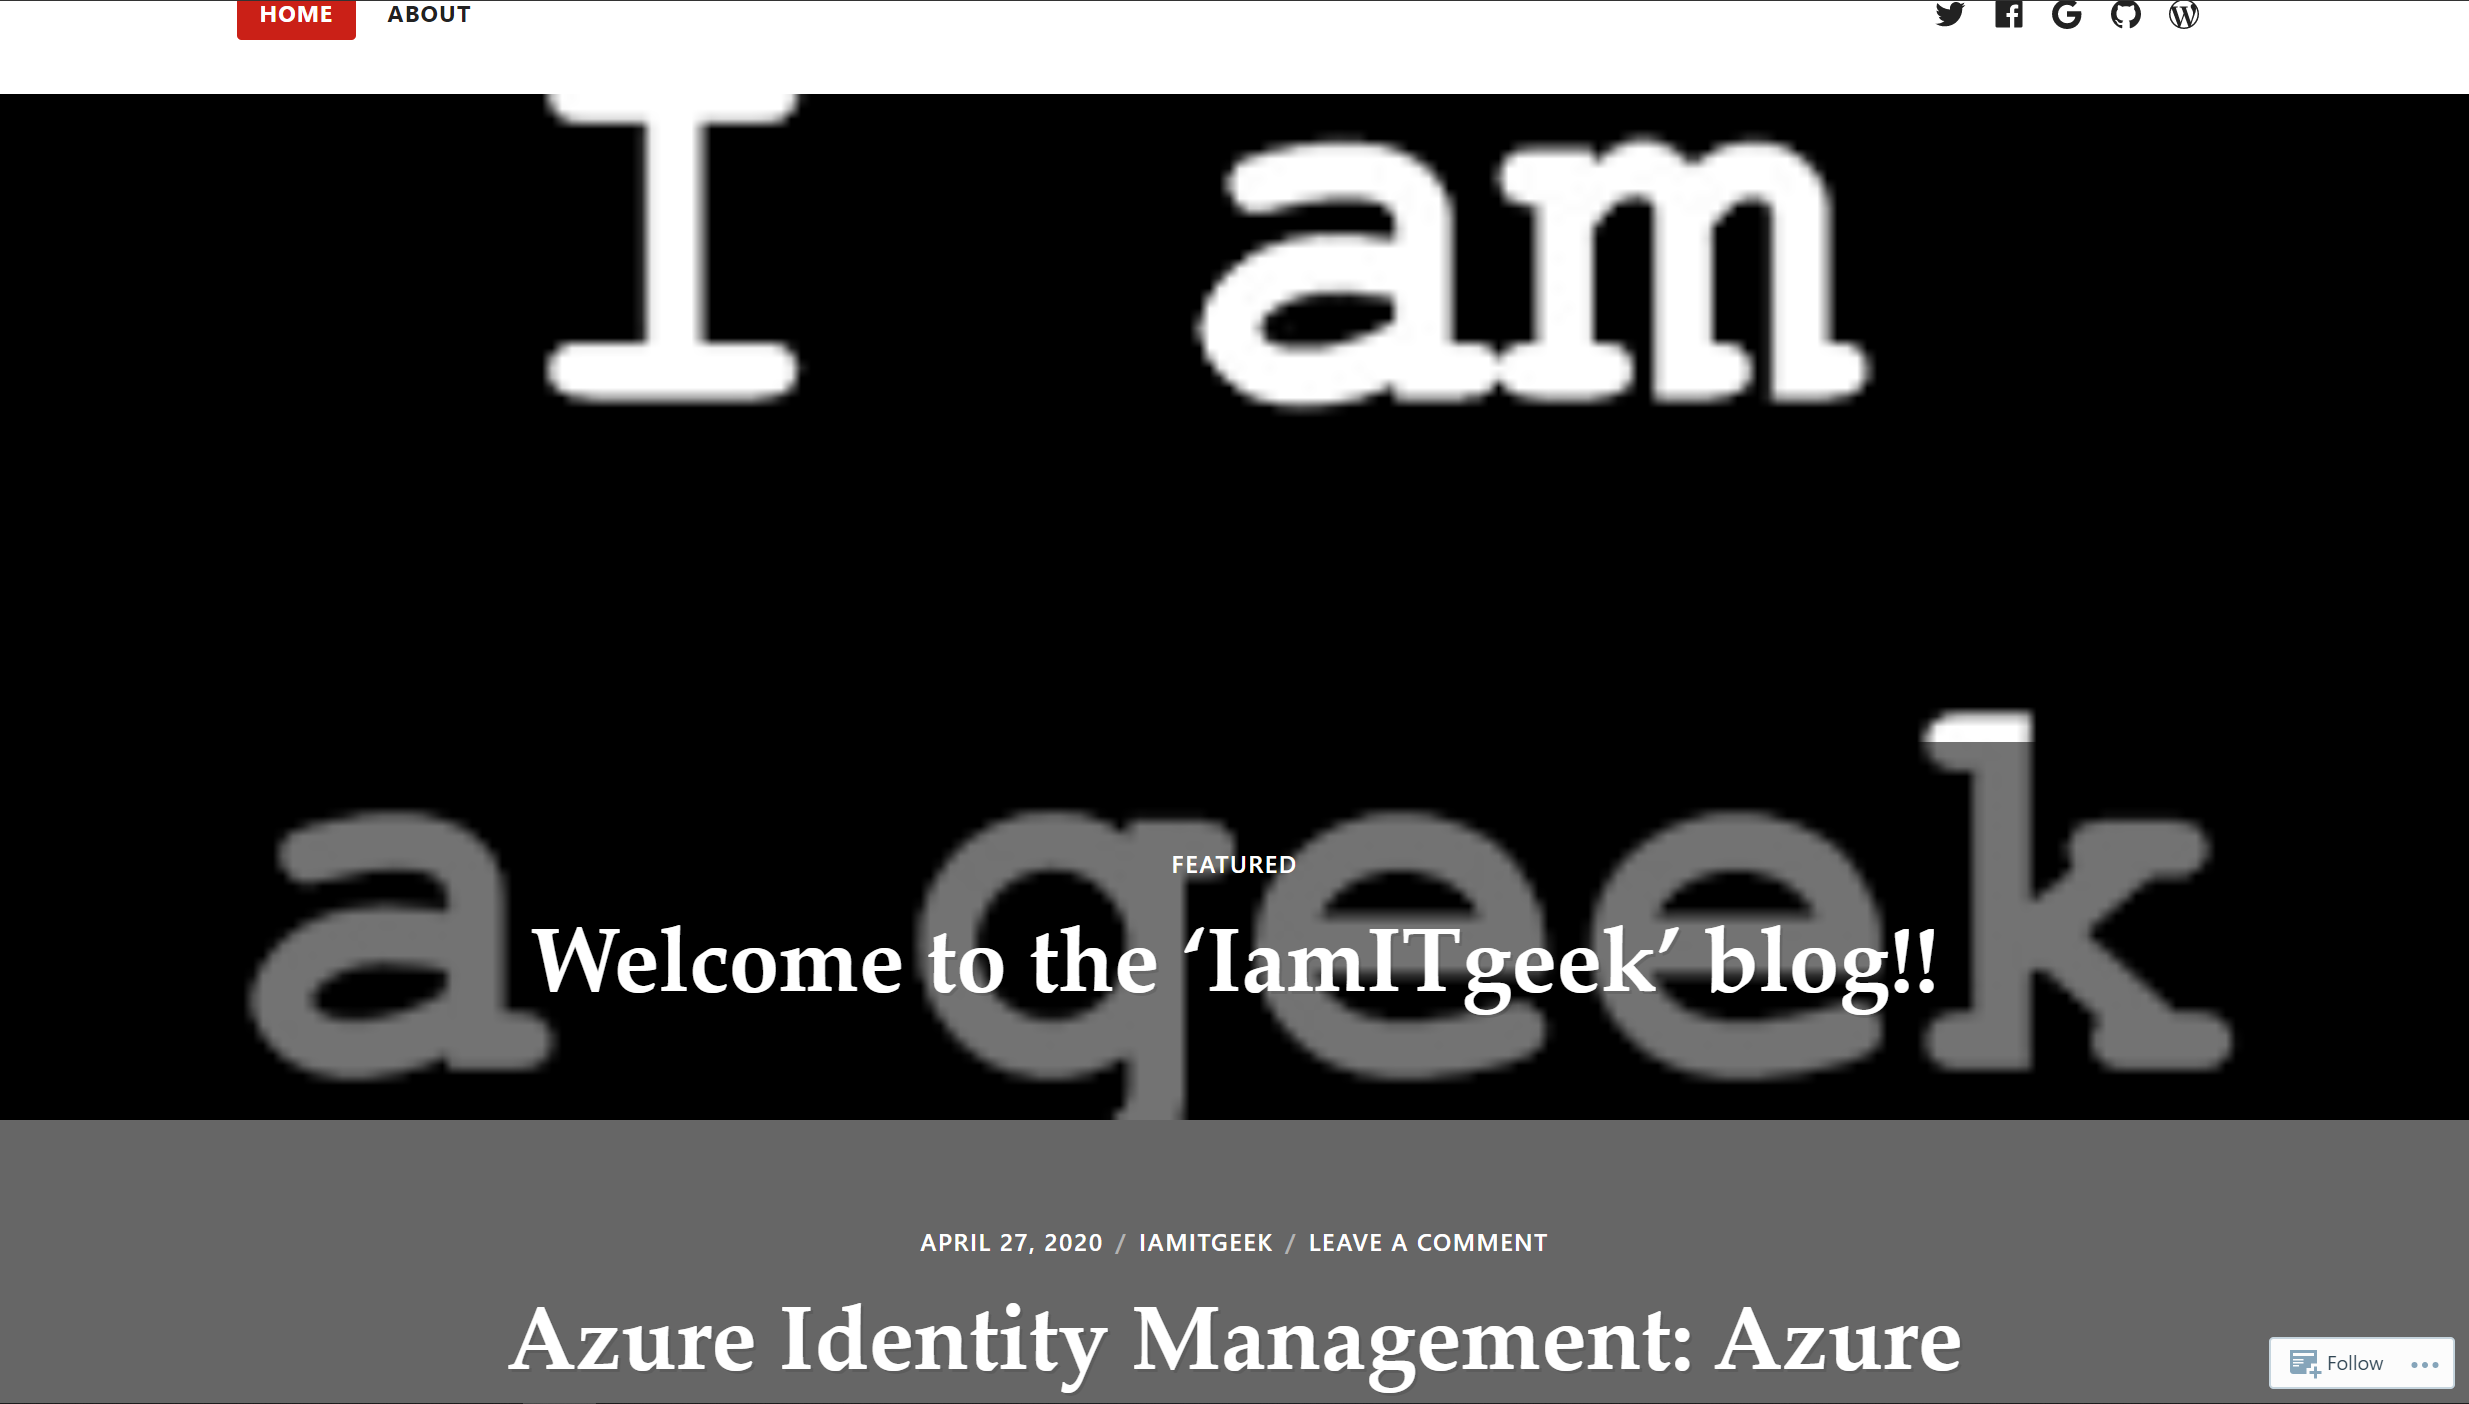 HOME ABOUT
I am
a geek
FEATURED
Welcome to the ‘IamITgeek’ blog!!
APRIL 27, 2020 / IAMITGEEK / LEAVE A COMMENT
Azure Identity Management: Azure
Follow